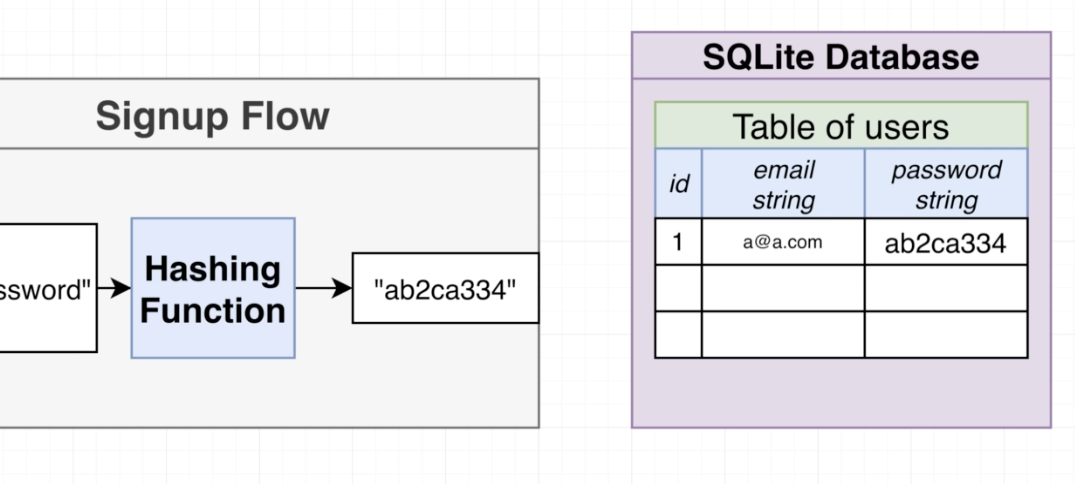 Signup Flow
ssword"
Hashing
Function
"ab2ca334"
SQLite Database
Table of users
id
email
string
password
string
1
a@a.com
ab2ca334